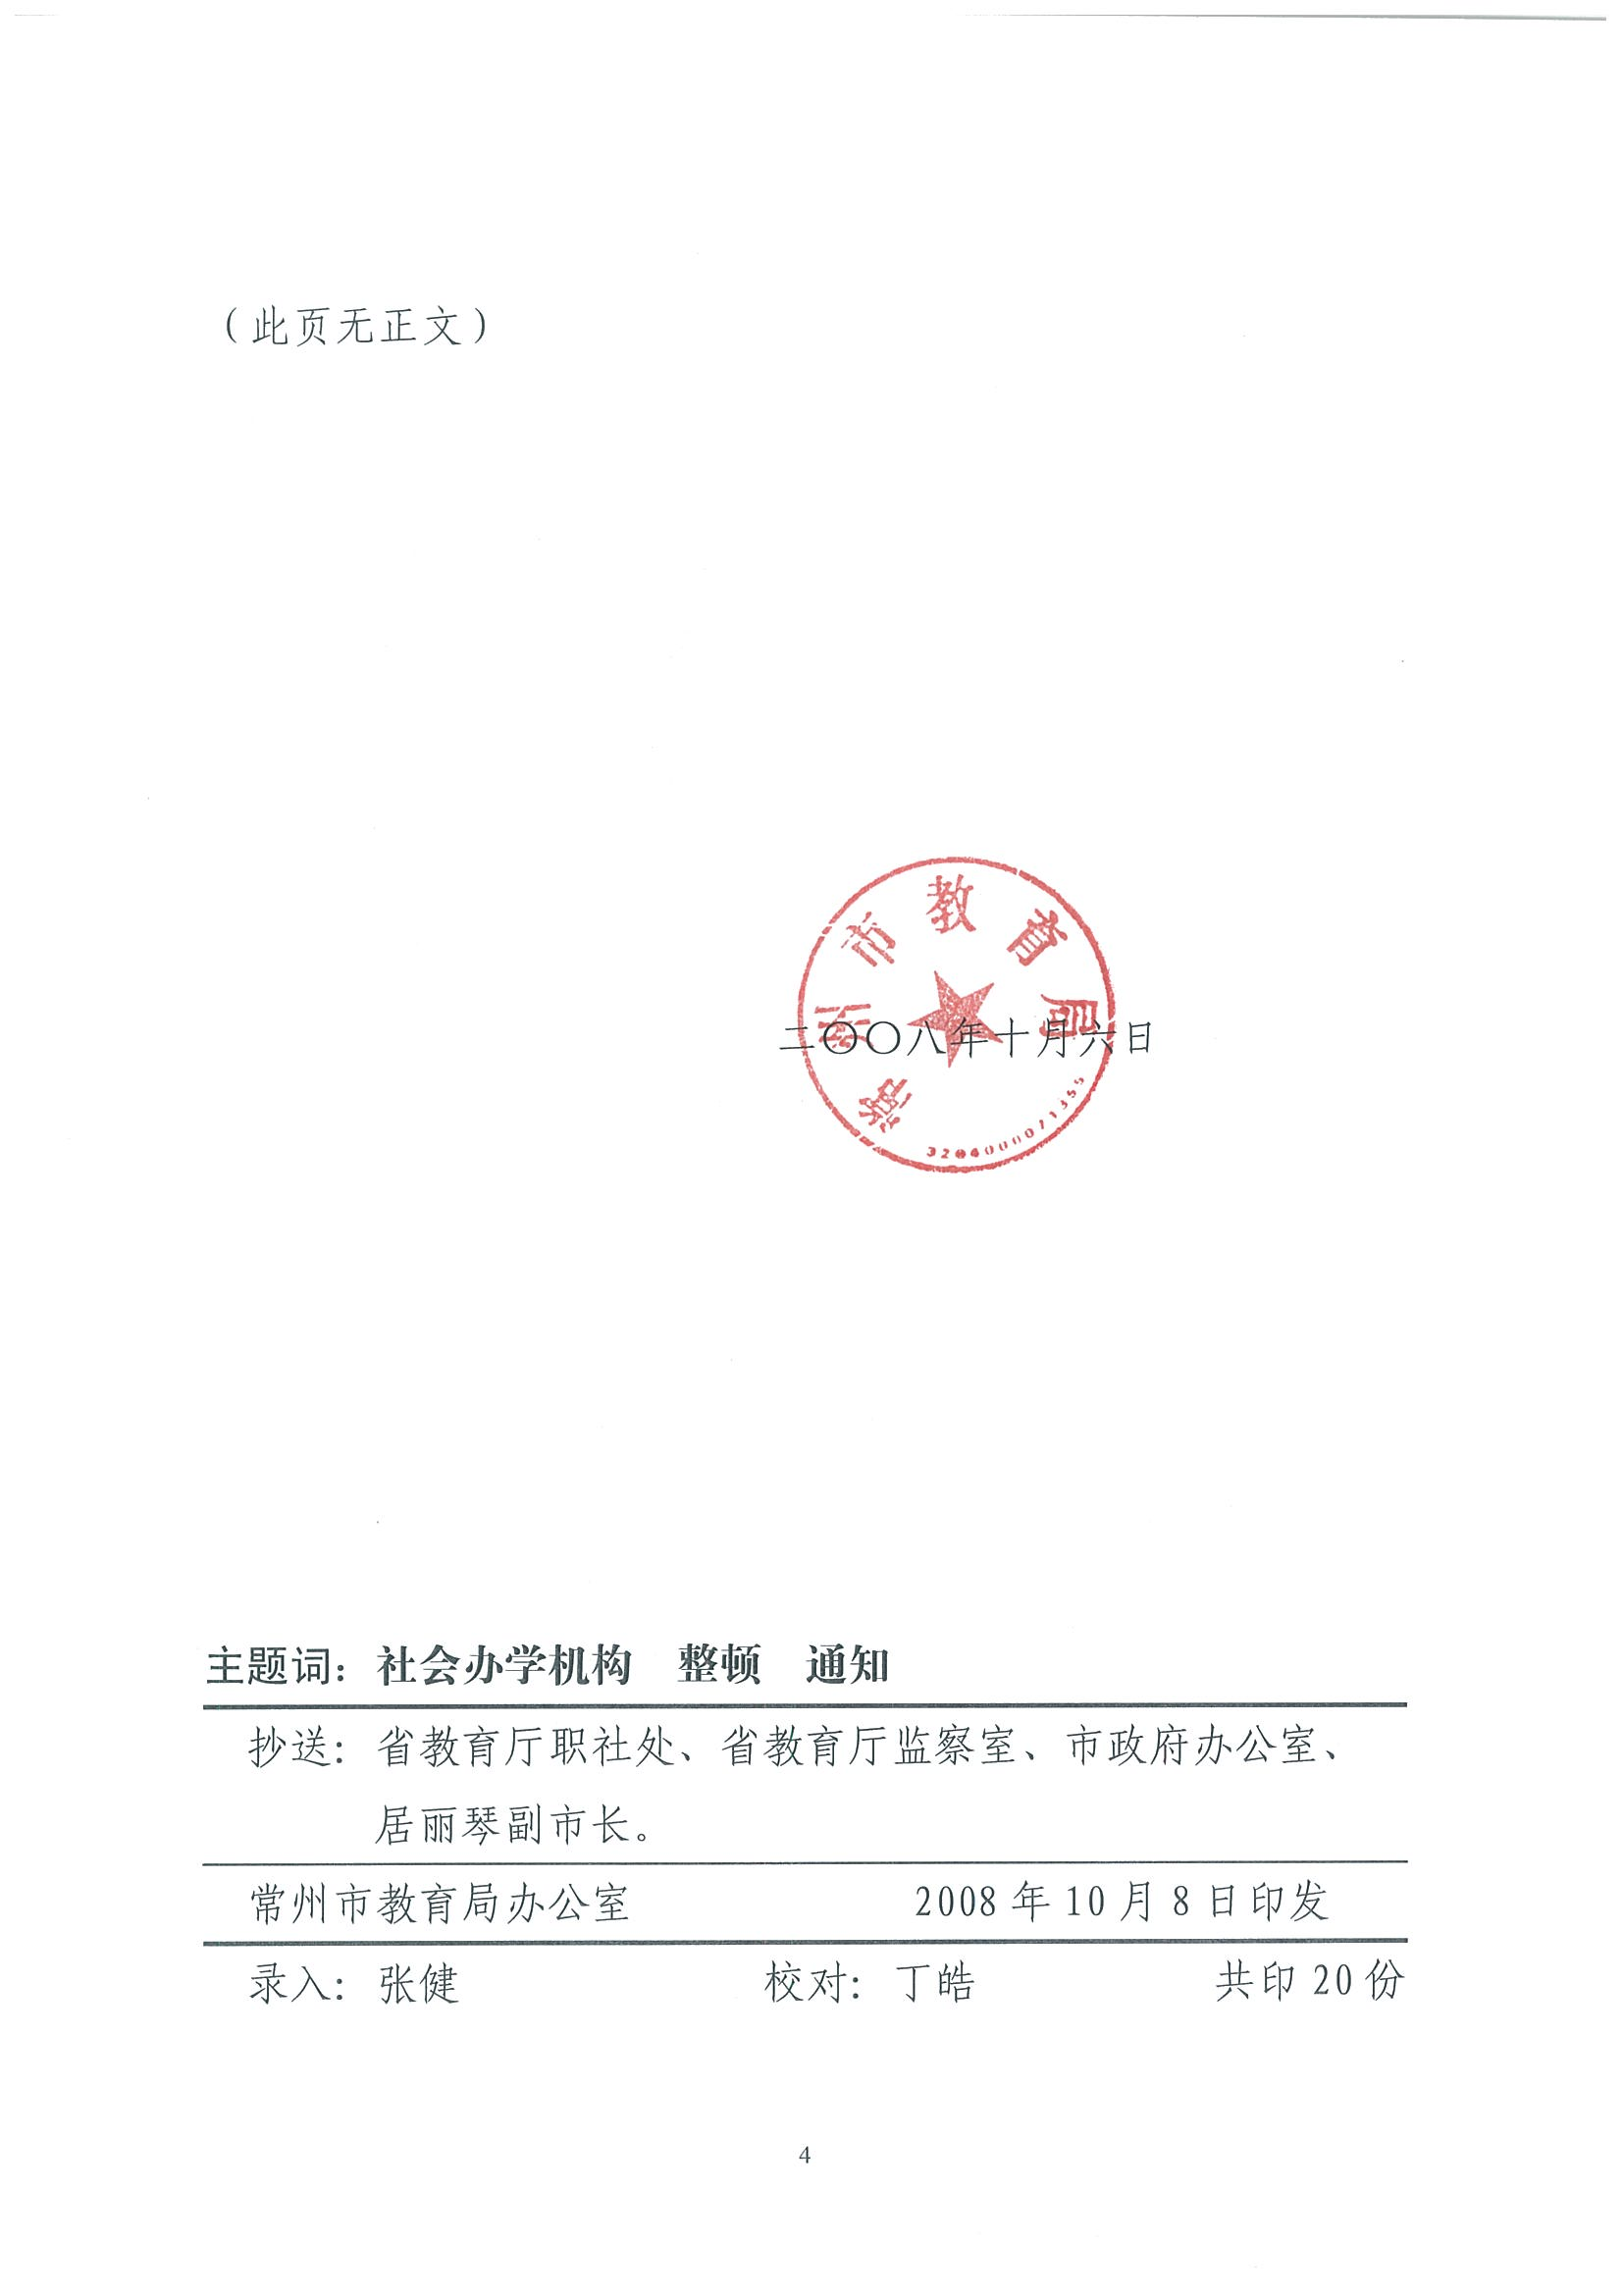 （此页无正文）
常州市教育局
二〇〇八年十月六日
3204000071355
主题词：社会办学机构　整顿　通知
抄送：省教育厅职社处、省教育厅监察室、市政府办公室、
居丽琴副市长。
常州市教育局办公室　2008年10月8日印发
录入：张健　校对：丁皓　共印20份
4